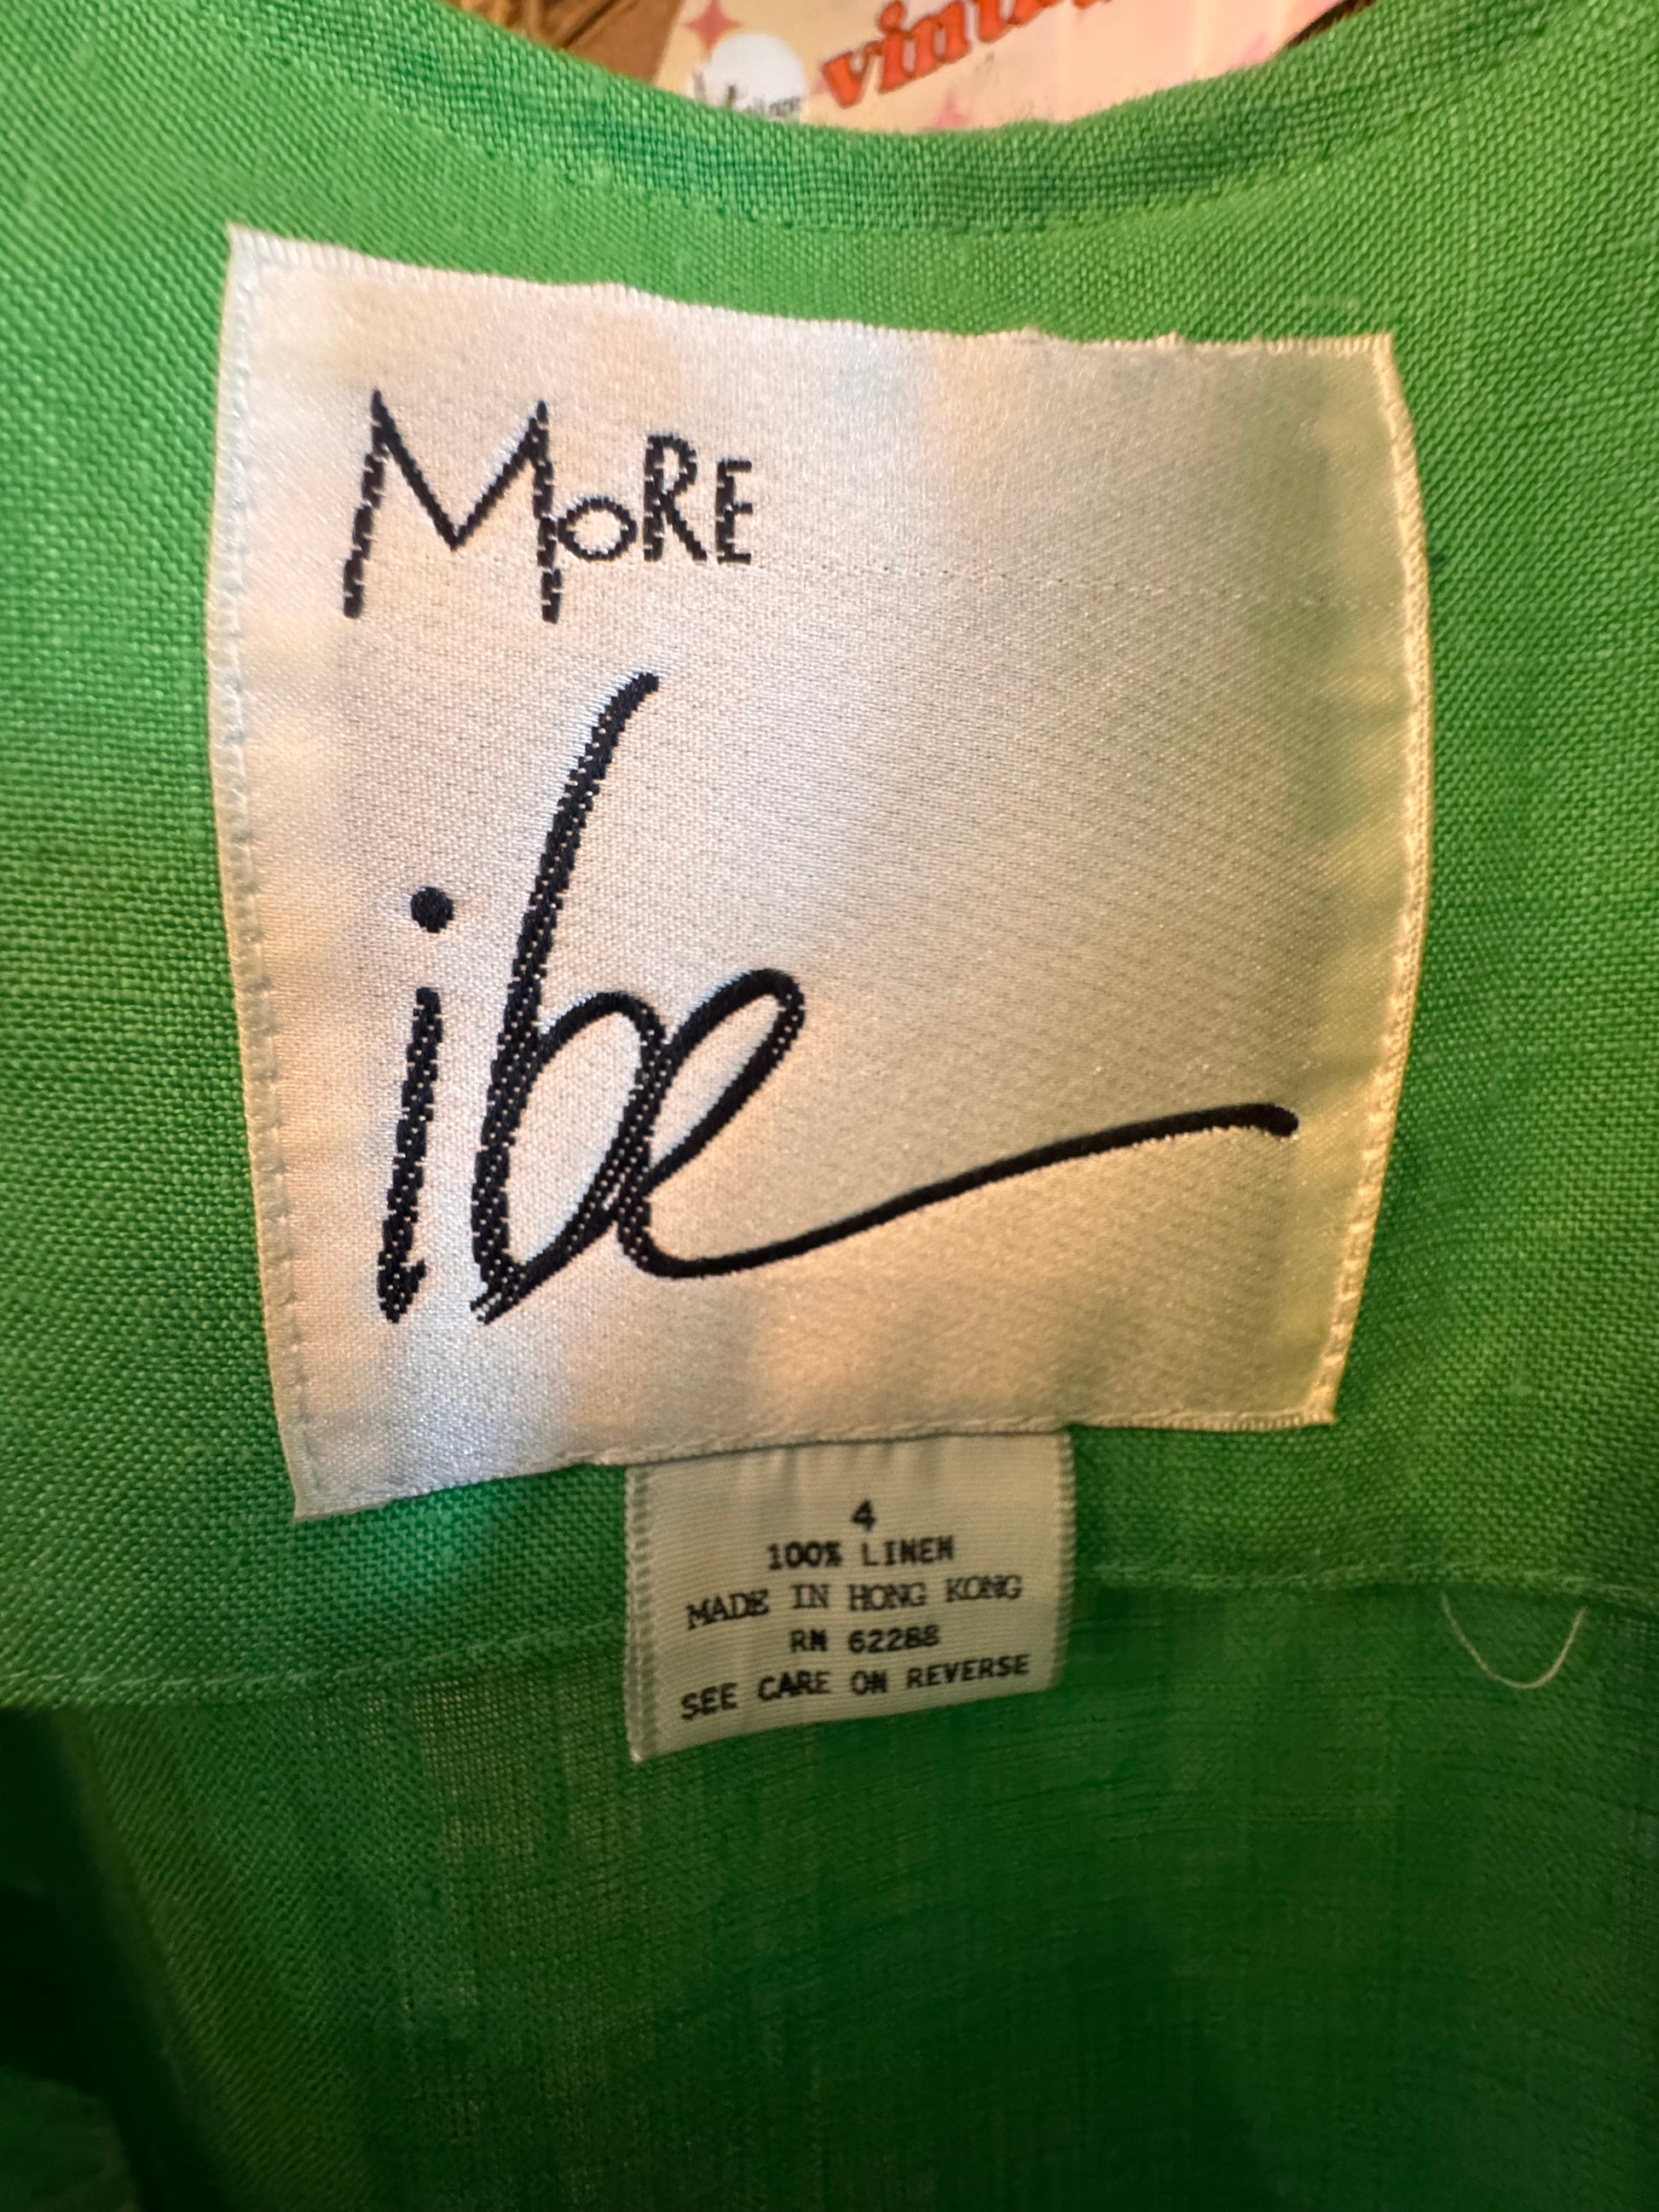 MoRE
ibe
4
100% LINEN
MADE IN HONG KONG
RN 62288
SEE CARE ON REVERSE